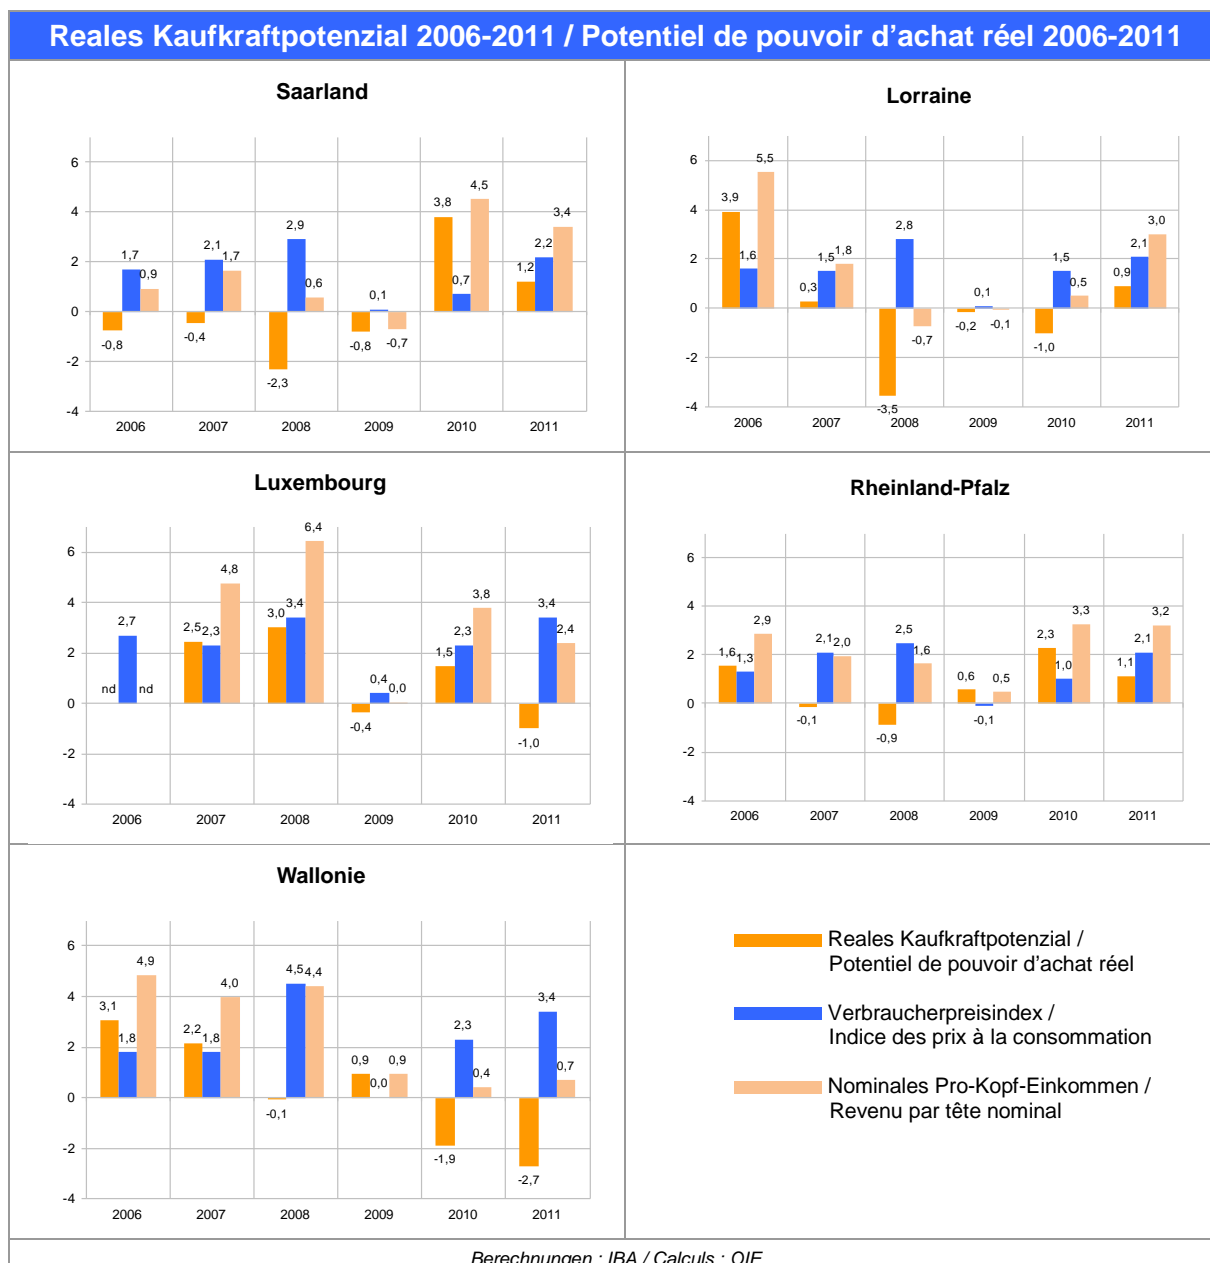 Reales Kaufkraftpotenzial 2006-2011 / Potentiel de pouvoir d'achat réel 2006-2011
Saarland
6
4
2
0
-2
-4
-0,8 1,7 0,9
-0,4 2,1 1,7
-2,3 2,9 0,6
-0,8 0,1 -0,7
3,8 0,7 4,5
1,2 2,2 3,4
2006 2007 2008 2009 2010 2011
Lorraine
6
4
2
0
-2
-4
3,9 1,6 5,5
0,3 1,5 1,8
-3,5 2,8 -0,7
-0,2 0,1 -0,1
-1,0 1,5 0,5
0,9 2,1 3,0
2006 2007 2008 2009 2010 2011
Luxembourg
6
4
2
0
-2
-4
nd 2,7 nd
2,5 2,3 4,8
3,0 3,4 6,4
-0,4 0,4 0,0
1,5 2,3 3,8
-1,0 3,4 2,4
2006 2007 2008 2009 2010 2011
Rheinland-Pfalz
6
4
2
0
-2
-4
1,6 1,3 2,9
-0,1 2,1 2,0
-0,9 2,5 1,6
0,6 -0,1 0,5
2,3 1,0 3,3
1,1 2,1 3,2
2006 2007 2008 2009 2010 2011
Wallonie
6
4
2
0
-2
-4
3,1 1,8 4,9
2,2 1,8 4,0
-0,1 4,5 4,4
0,9 0,0 0,9
-1,9 2,3 0,4
-2,7 3,4 0,7
2006 2007 2008 2009 2010 2011
Reales Kaufkraftpotenzial /
Potentiel de pouvoir d'achat réel
Verbraucherpreisindex /
Indice des prix à la consommation
Nominales Pro-Kopf-Einkommen /
Revenu par tête nominal
Berechnungen : IBA / Calculs : OIE